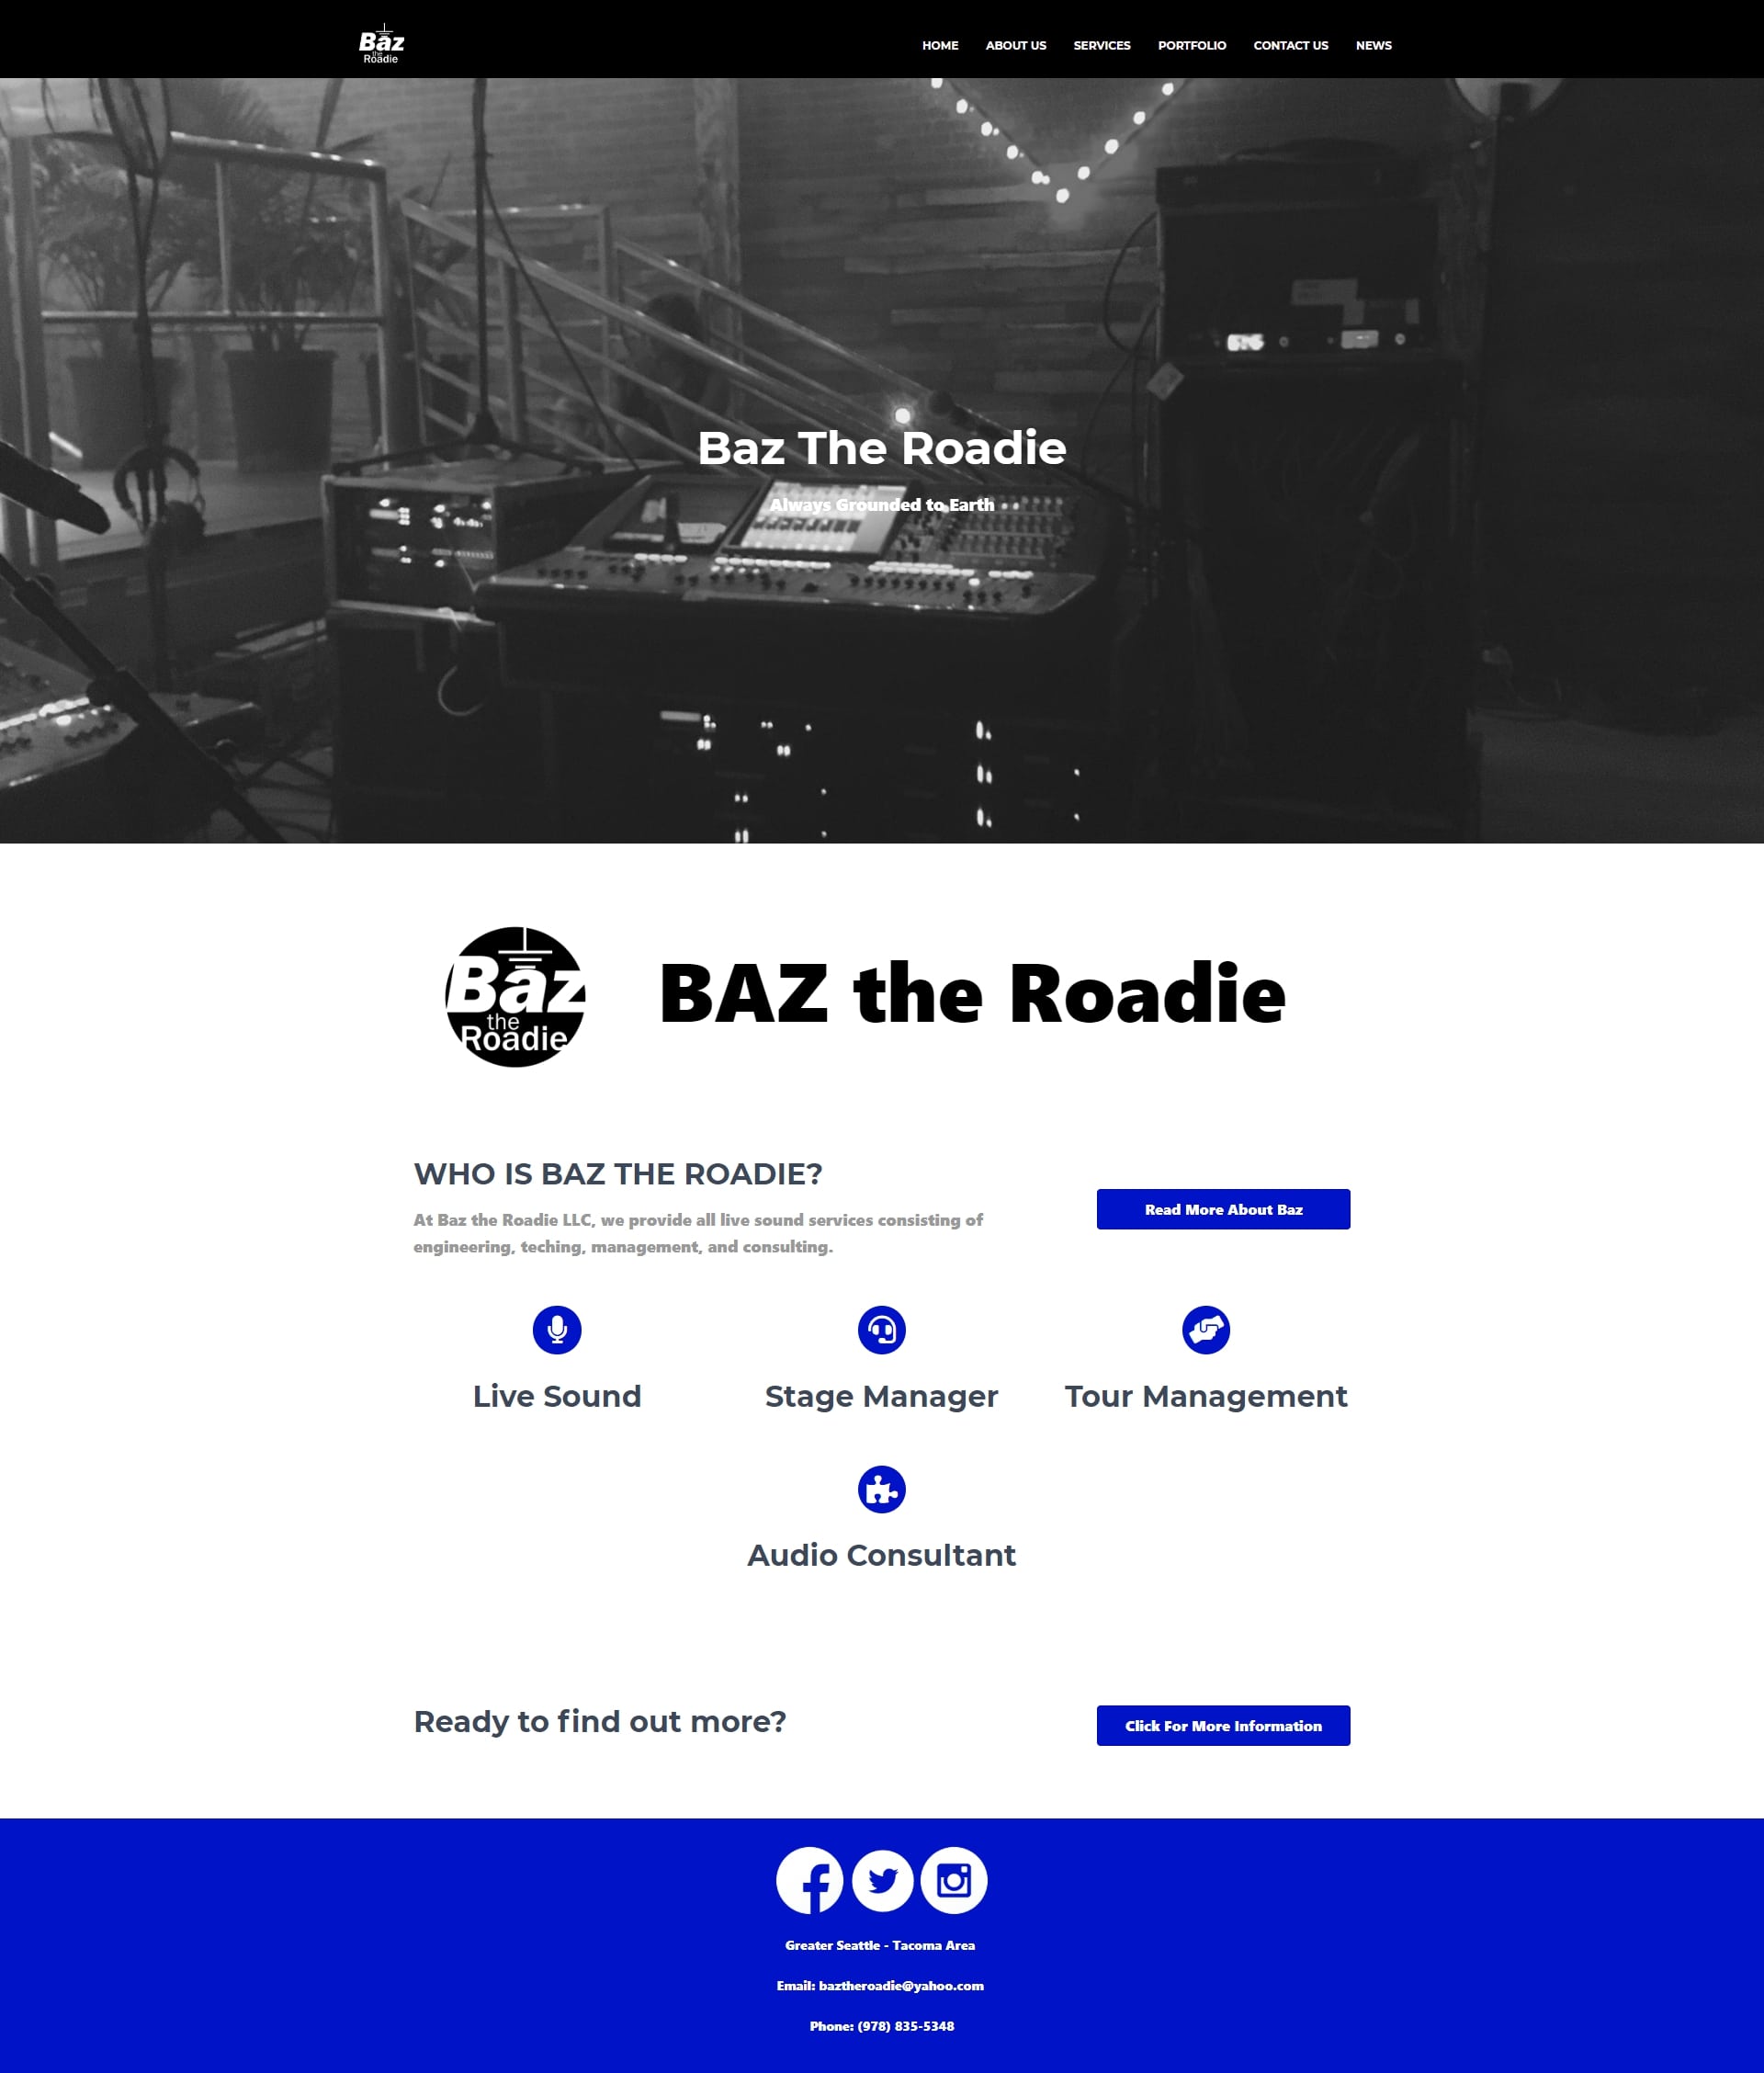 Baz
the
Roadie
HOME ABOUT US SERVICES PORTFOLIO CONTACT US NEWS
Baz The Roadie
Always Grounded to Earth
Baz
the
Roadie
BAZ the Roadie
WHO IS BAZ THE ROADIE?
At Baz the Roadie LLC, we provide all live sound services consisting of
engineering, teching, management, and consulting.
Read More About Baz
Live Sound
Stage Manager
Tour Management
Audio Consultant
Ready to find out more?
Click For More Information
Greater Seattle - Tacoma Area
Email: baztheroadie@yahoo.com
Phone: (978) 835-5348